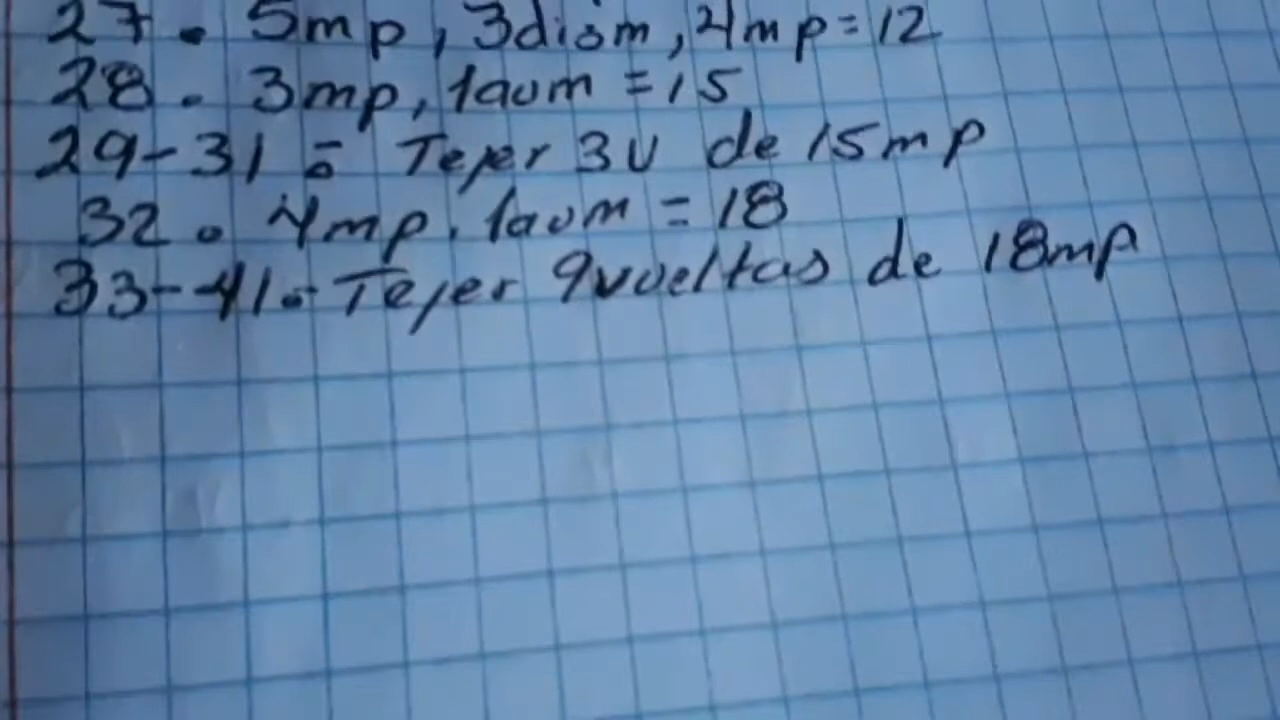 27. 5mp, 3dism, 4mp = 12
28. 3mp, 1aum = 15
29-31 = Tejer 3V de 15mp
32. 4mp. 1aum = 18
33-41.- Tejer 9vueltas de 18mp